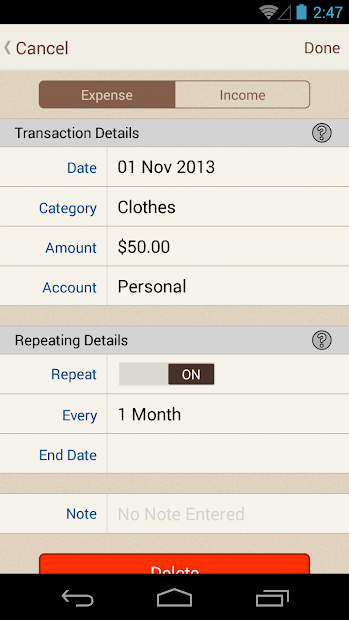 2:47
Cancel
Done
Expense
Income
Transaction Details
?
Date
01 Nov 2013
Category
Clothes
Amount
$50.00
Account
Personal
Repeating Details
?
Repeat
ON
Every
1 Month
End Date
Note
No Note Entered
Delete